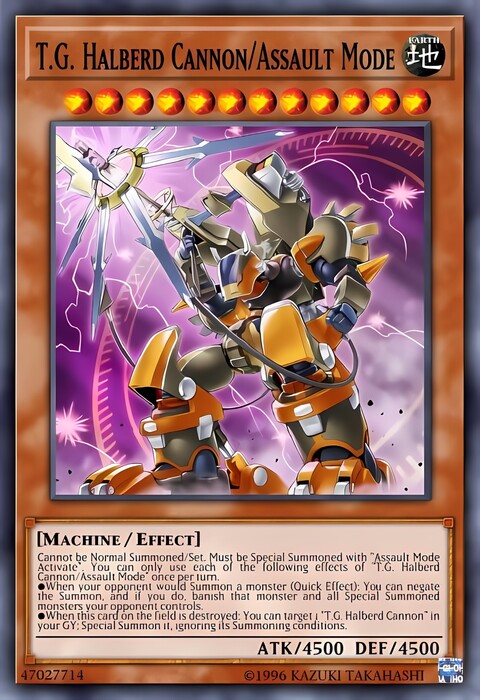 T.G. Halberd Cannon/Assault Mode
EARTH
地
[Machine / Effect]
Cannot be Normal Summoned/Set. Must be Special Summoned with "Assault Mode
Activate". You can only use each of the following effects of "T.G. Halberd
Cannon/Assault Mode" once per turn.
●When your opponent would Summon a monster (Quick Effect): You can negate
the Summon, and if you do, banish that monster and all Special Summoned
monsters your opponent controls.
●When this card on the field is destroyed: You can target 1 "T.G. Halberd Cannon" in
your GY; Special Summon it, ignoring its Summoning conditions.
ATK/4500 DEF/4500
47027714 ©1996 KAZUKI TAKAHASHI